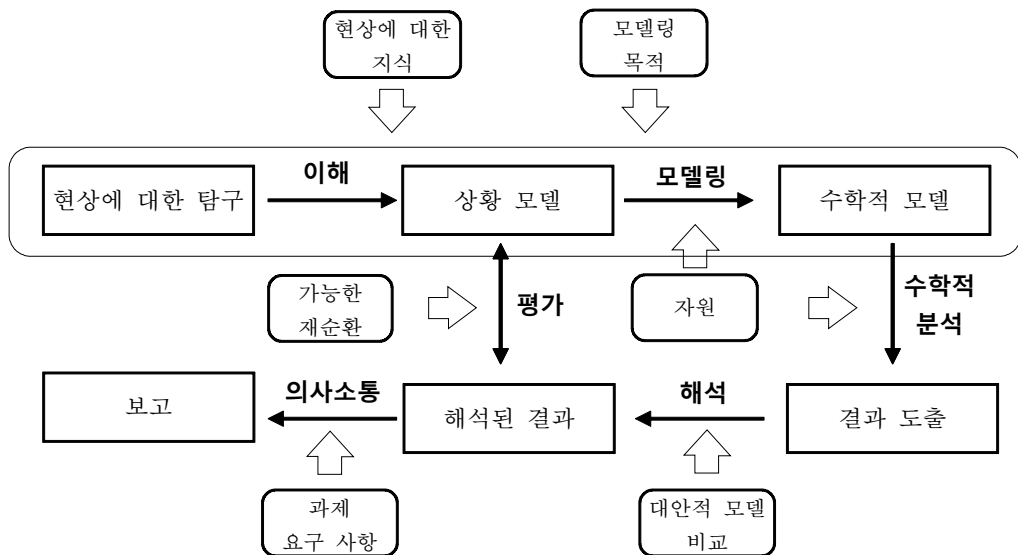 현상에 대한
지식
모델링
목적
현상에 대한 탐구
이해
상황 모델
모델링
수학적 모델
가능한
재순환
평가
자원
수학적
분석
보고
의사소통
해석된 결과
해석
결과 도출
과제
요구 사항
대안적 모델
비교